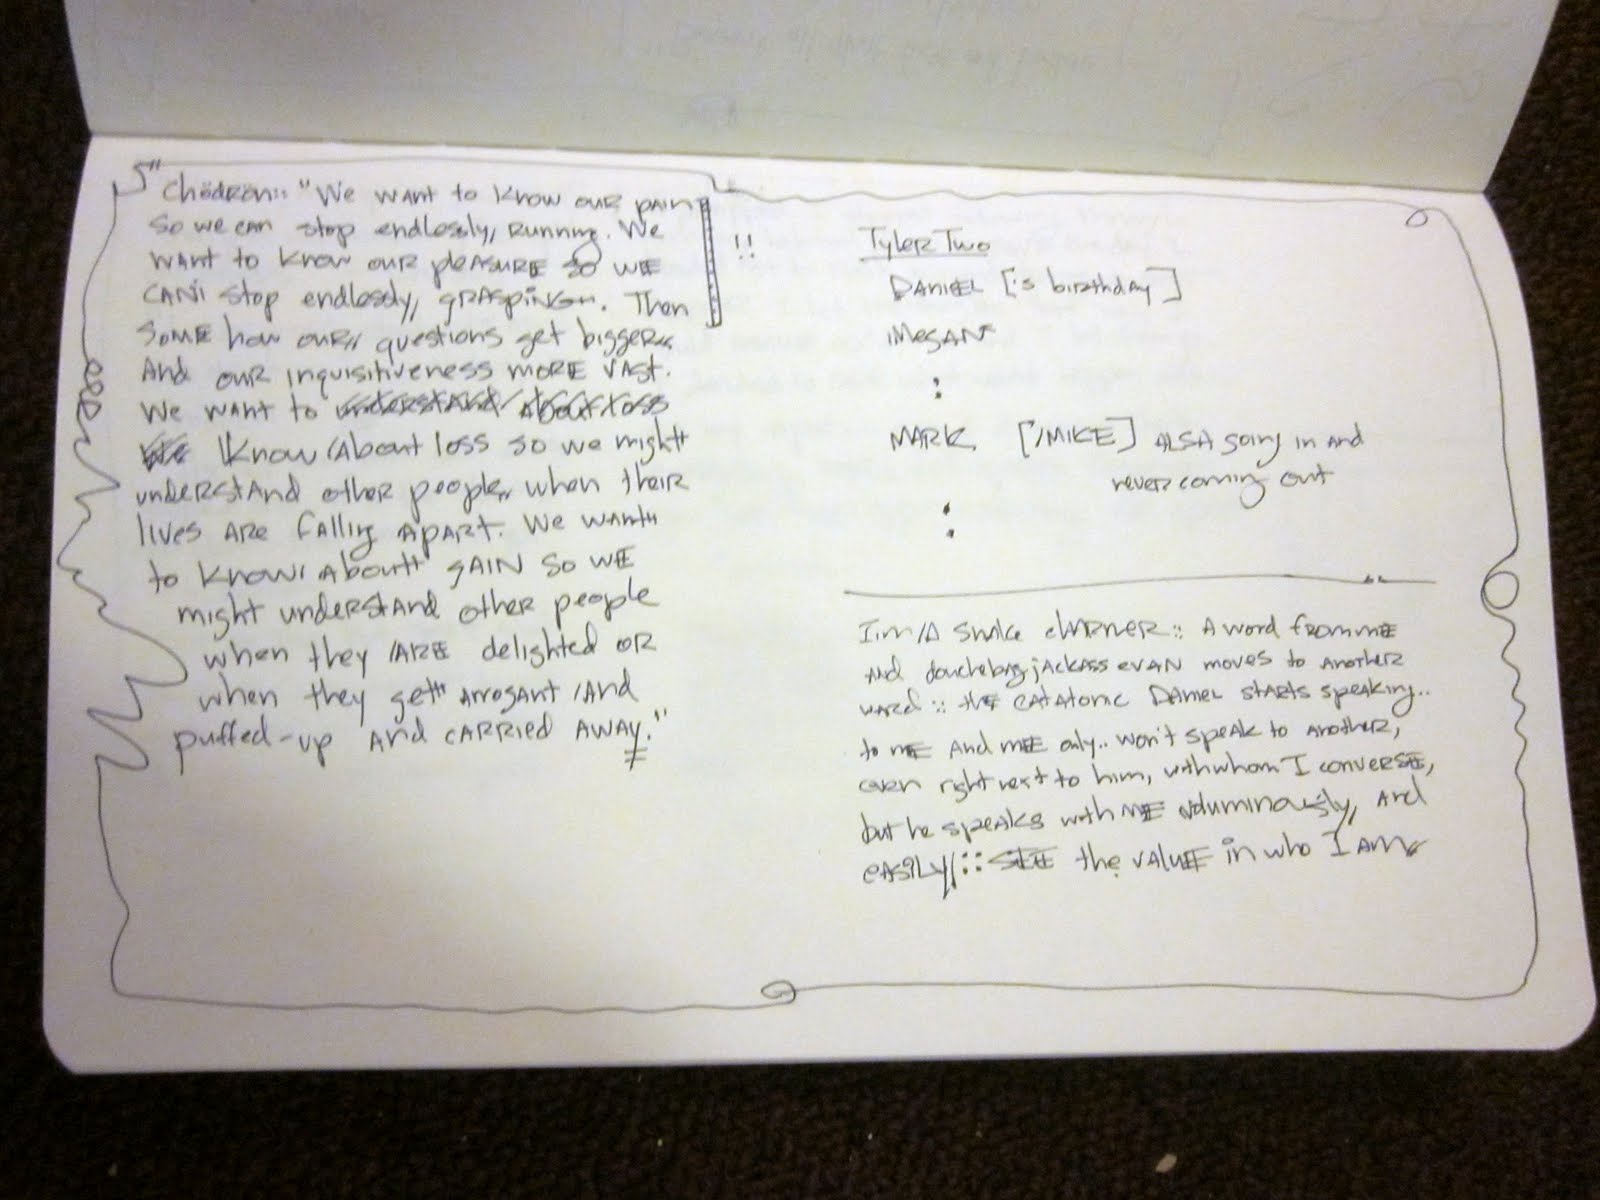 Chödrön:: "We want to know our pain
so we can stop endlessly, running. We
want to know our pleasure so we
can stop endlessly, grasping. Then
some how our,, questions get bigger,,
And our inquisitiveness more vast.
We want to understand about loss
know about loss so we might
understand other people,, when their
lives are falling apart. We want
to know about gain so we
might understand other people
when they are delighted or
when they get arrogant and
puffed-up and carried away."
!!
Tyler Two
Daniel ['s birthday]
Megan
:
Mark ['/Mike] also going in and
never coming out
:
I'm a snake charmer :: A word from me
and douchebag jackass Evan moves to another
ward :: the catatonic Daniel starts speaking..
to me and me only.. won't speak to another,
even right next to him, with whom I converse,
but he speaks with me voluminously, and
easily/:: see the value in who I am,,